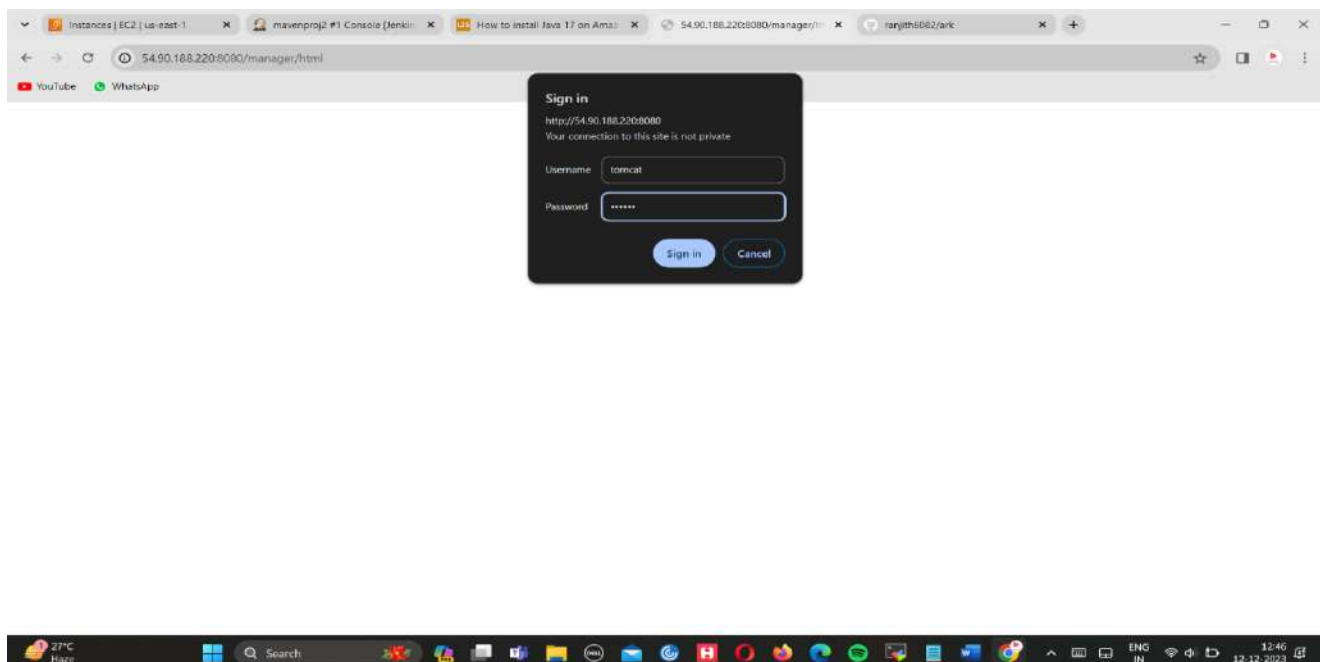 Instances | EC2 | us-east-1
mavenproj2 #1 Console [Jenkin
How to install Java 17 on Amaz
54.90.188.220:8080/manager/h
ranjith6082/ark
54.90.188.220:8080/manager/html
YouTube
WhatsApp
Sign in
http://54.90.188.220:8080
Your connection to this site is not private
Username
tomcat
Password
Sign in
Cancel
27°C
Haze
Search
ENG
IN
12:46
12-12-2023